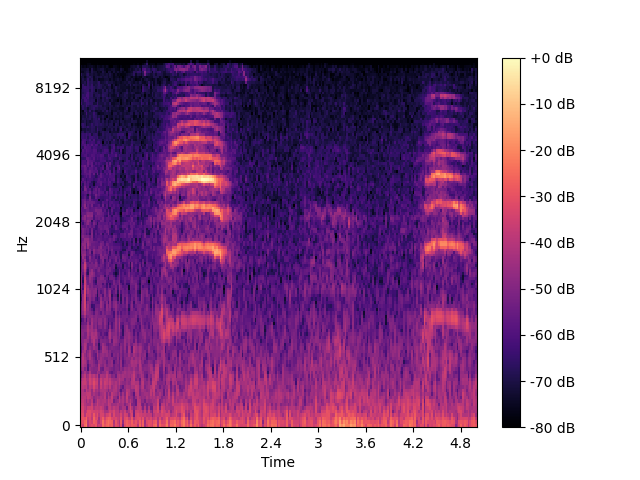 8192
4096
2048
1024
512
0
Hz
0
0.6
1.2
1.8
2.4
3
3.6
4.2
4.8
Time
+0 dB
-10 dB
-20 dB
-30 dB
-40 dB
-50 dB
-60 dB
-70 dB
-80 dB